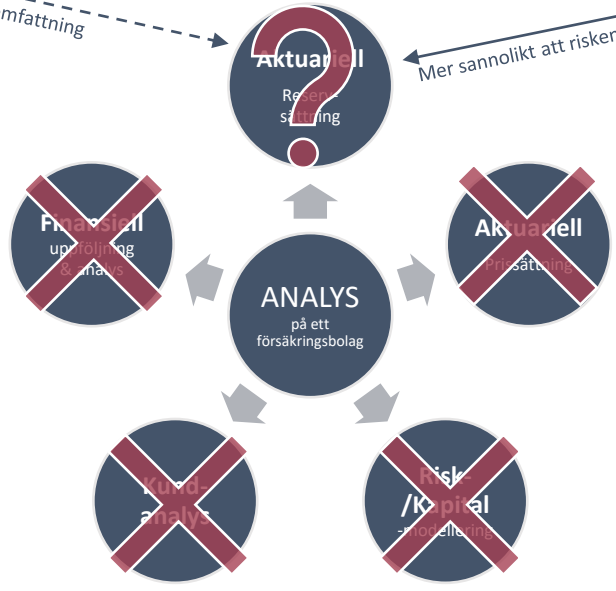 mfattning
Mer sannolikt att risken
Aktuariell
Reserv-
sättning
Finansiell
uppföljning
& analys
Aktuariell
Prissättning
ANALYS
på ett
försäkringsbolag
Kund-
analys
Risk-
/Kapital
-modellering